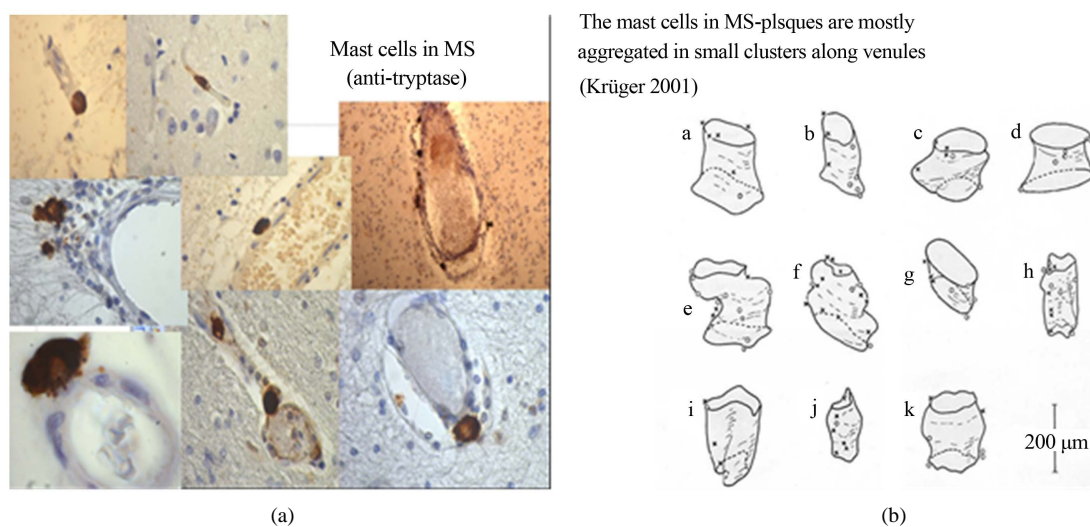 Mast cells in MS
(anti-tryptase)
The mast cells in MS-plsques are mostly
aggregated in small clusters along venules
(Krüger 2001)
a
b
c
d
e
f
g
h
i
j
k
200 μm
(a)
(b)